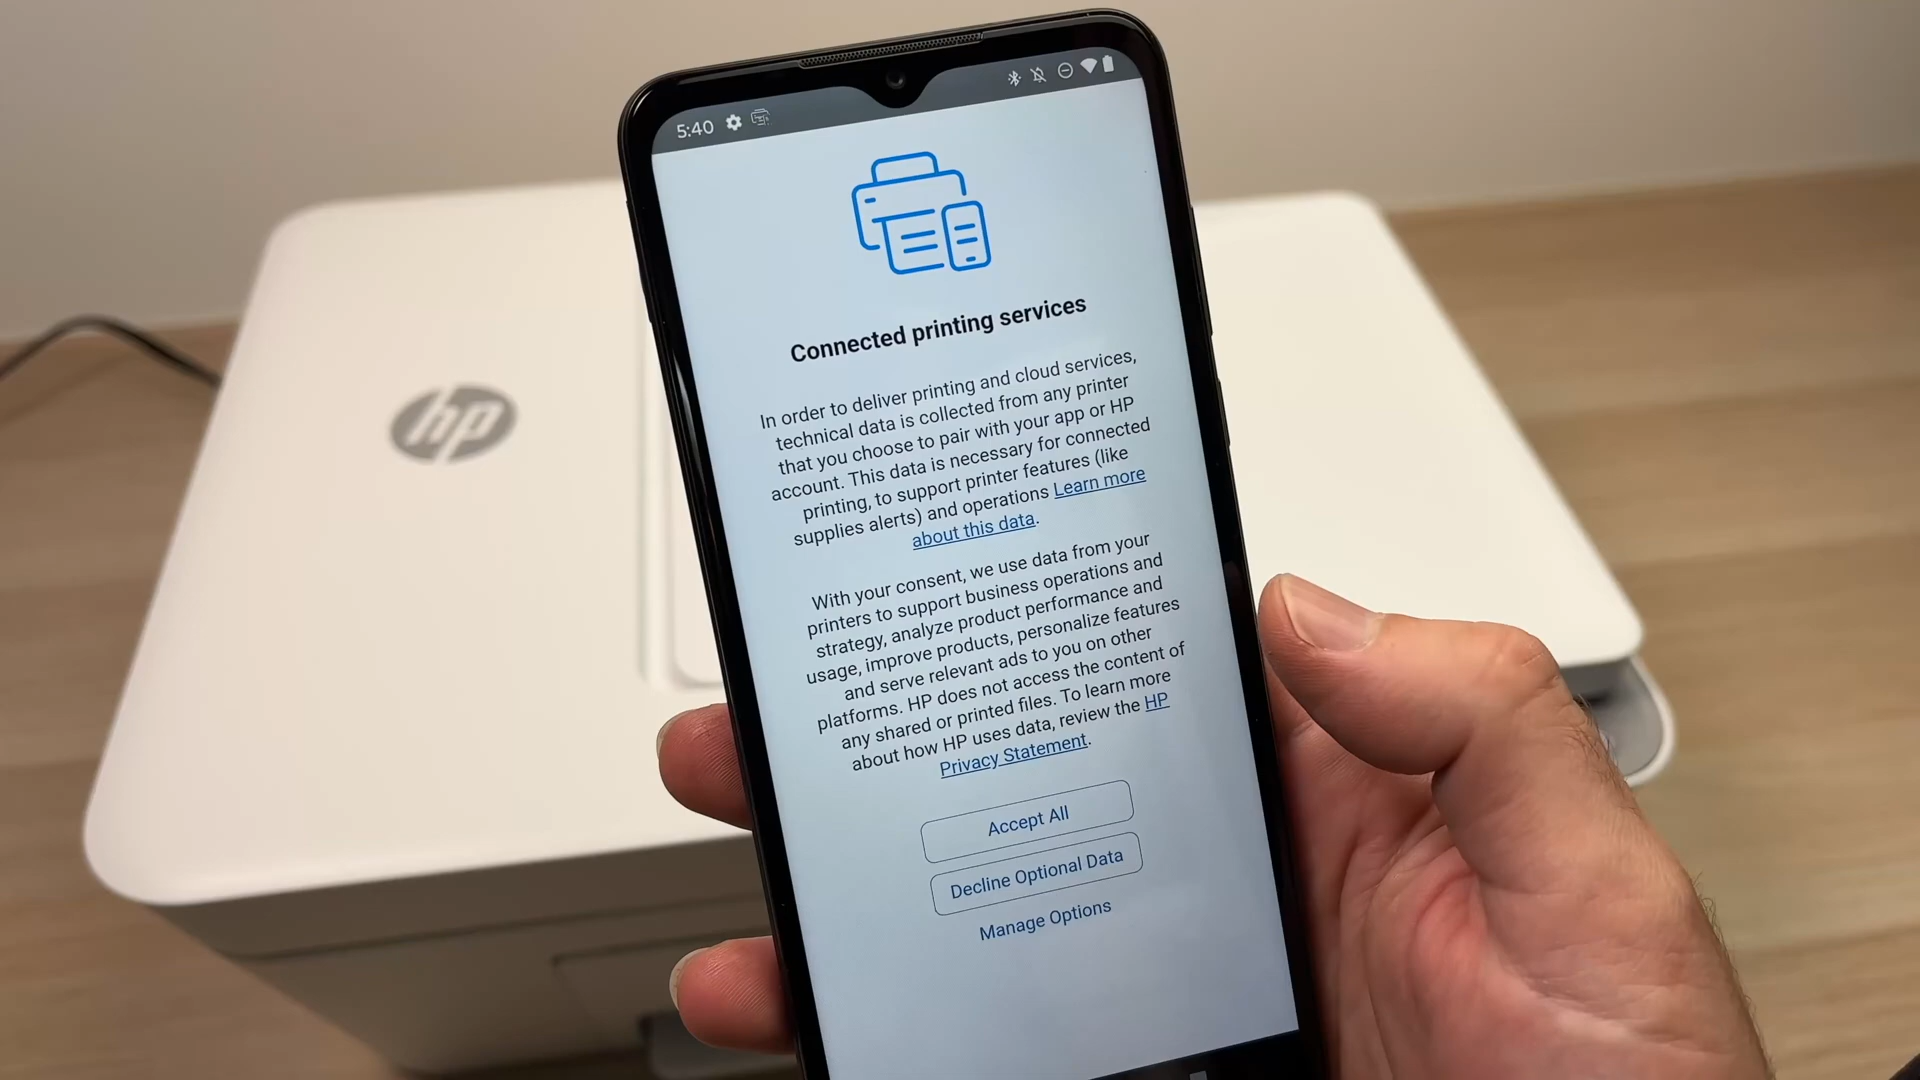 5:40
Connected printing services
In order to deliver printing and cloud services,
technical data is collected from any printer
that you choose to pair with your app or HP
account. This data is necessary for connected
printing, to support printer features (like
supplies alerts) and operations Learn more
about this data.
With your consent, we use data from your
printers to support business operations and
strategy, analyze product performance and
usage, improve products, personalize features
and serve relevant ads to you on other
platforms. HP does not access the content of
any shared or printed files. To learn more
about how HP uses data, review the HP
Privacy Statement.
Accept All
Decline Optional Data
Manage Options
hp